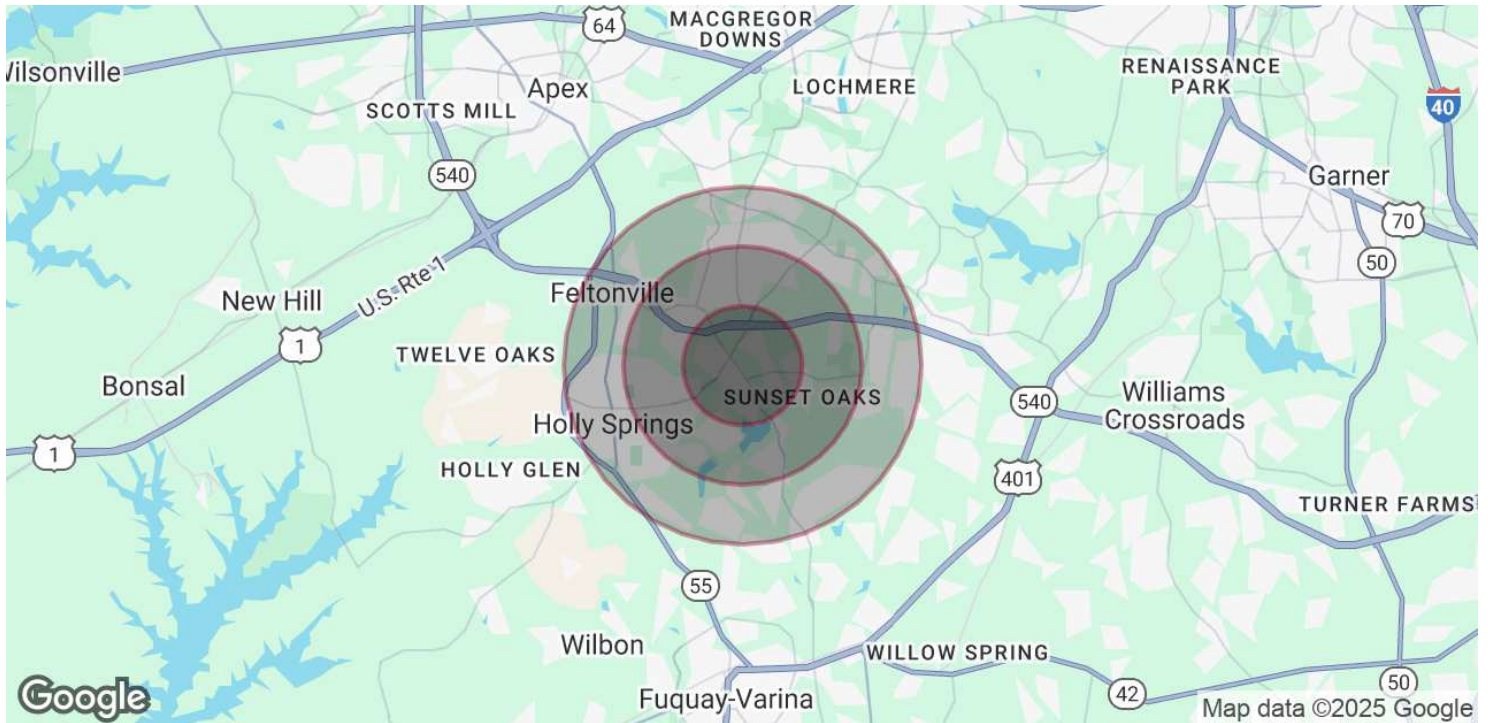 MACGREGOR
DOWNS
64
Wilsonville
Apex
RENAISSANCE
PARK
LOCHMERE
SCOTTS MILL
40
540
Garner
70
50
U.S. Rte 1
Feltonville
New Hill
1
TWELVE OAKS
Bonsal
SUNSET OAKS
Williams
Crossroads
540
Holly Springs
1
HOLLY GLEN
401
TURNER FARMS
55
Wilbon
WILLOW SPRING
50
42
Fuquay-Varina
Google
Map data ©2025 Google